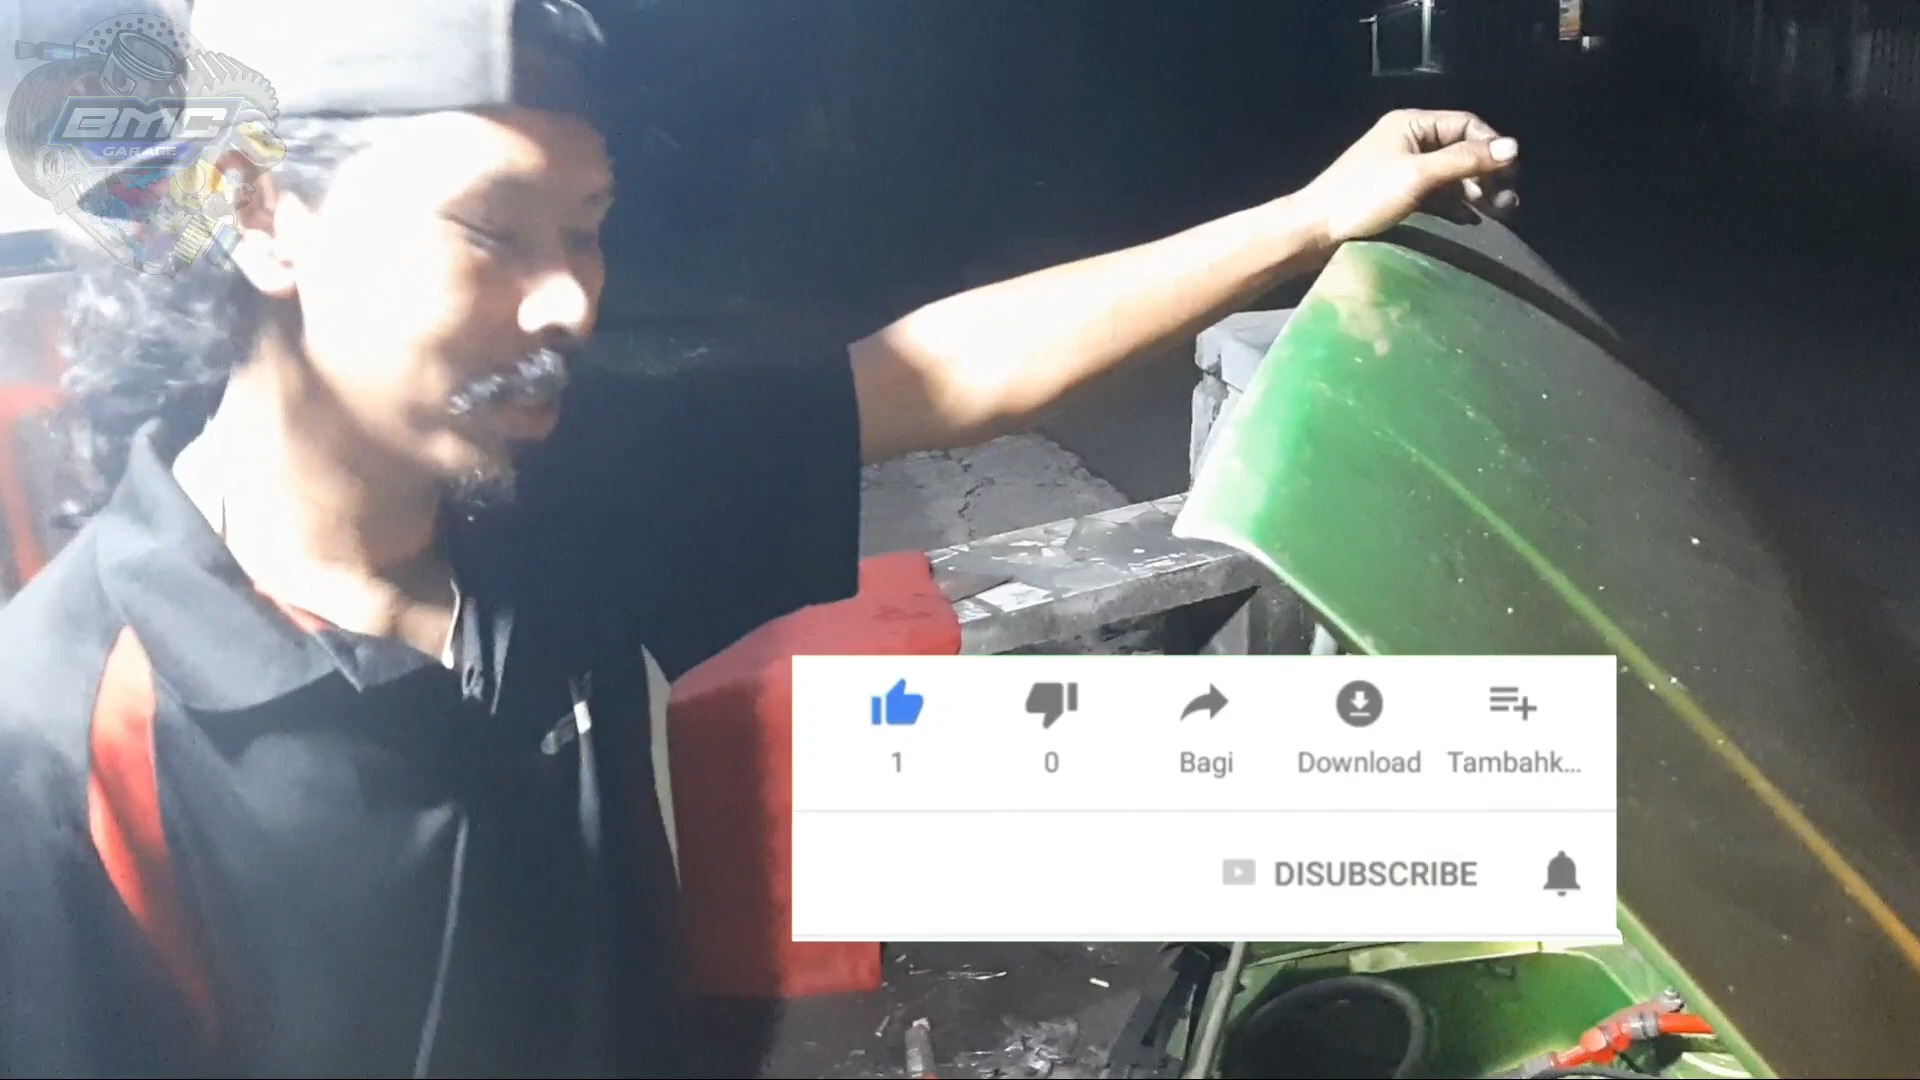 BMC
GARAGE
1
0
Bagi
Download
Tambahk...
DISUBSCRIBE